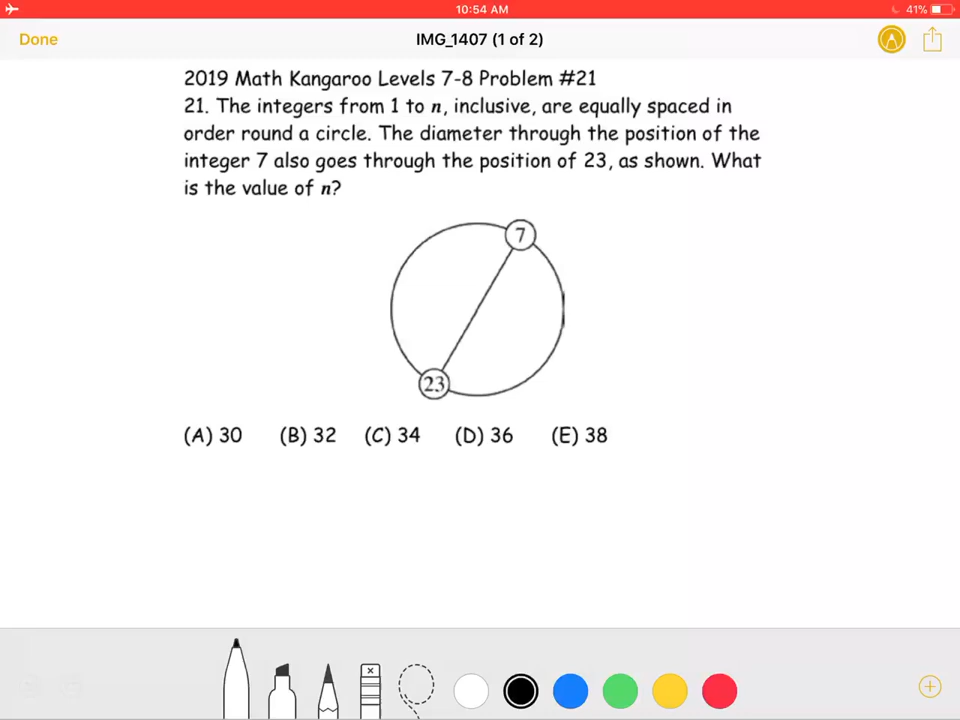 10:54 AM
41%
Done
IMG_1407 (1 of 2)
2019 Math Kangaroo Levels 7-8 Problem #21
21. The integers from 1 to n, inclusive, are equally spaced in
order round a circle. The diameter through the position of the
integer 7 also goes through the position of 23, as shown. What
is the value of n?
7
23
(A) 30 (B) 32 (C) 34 (D) 36 (E) 38